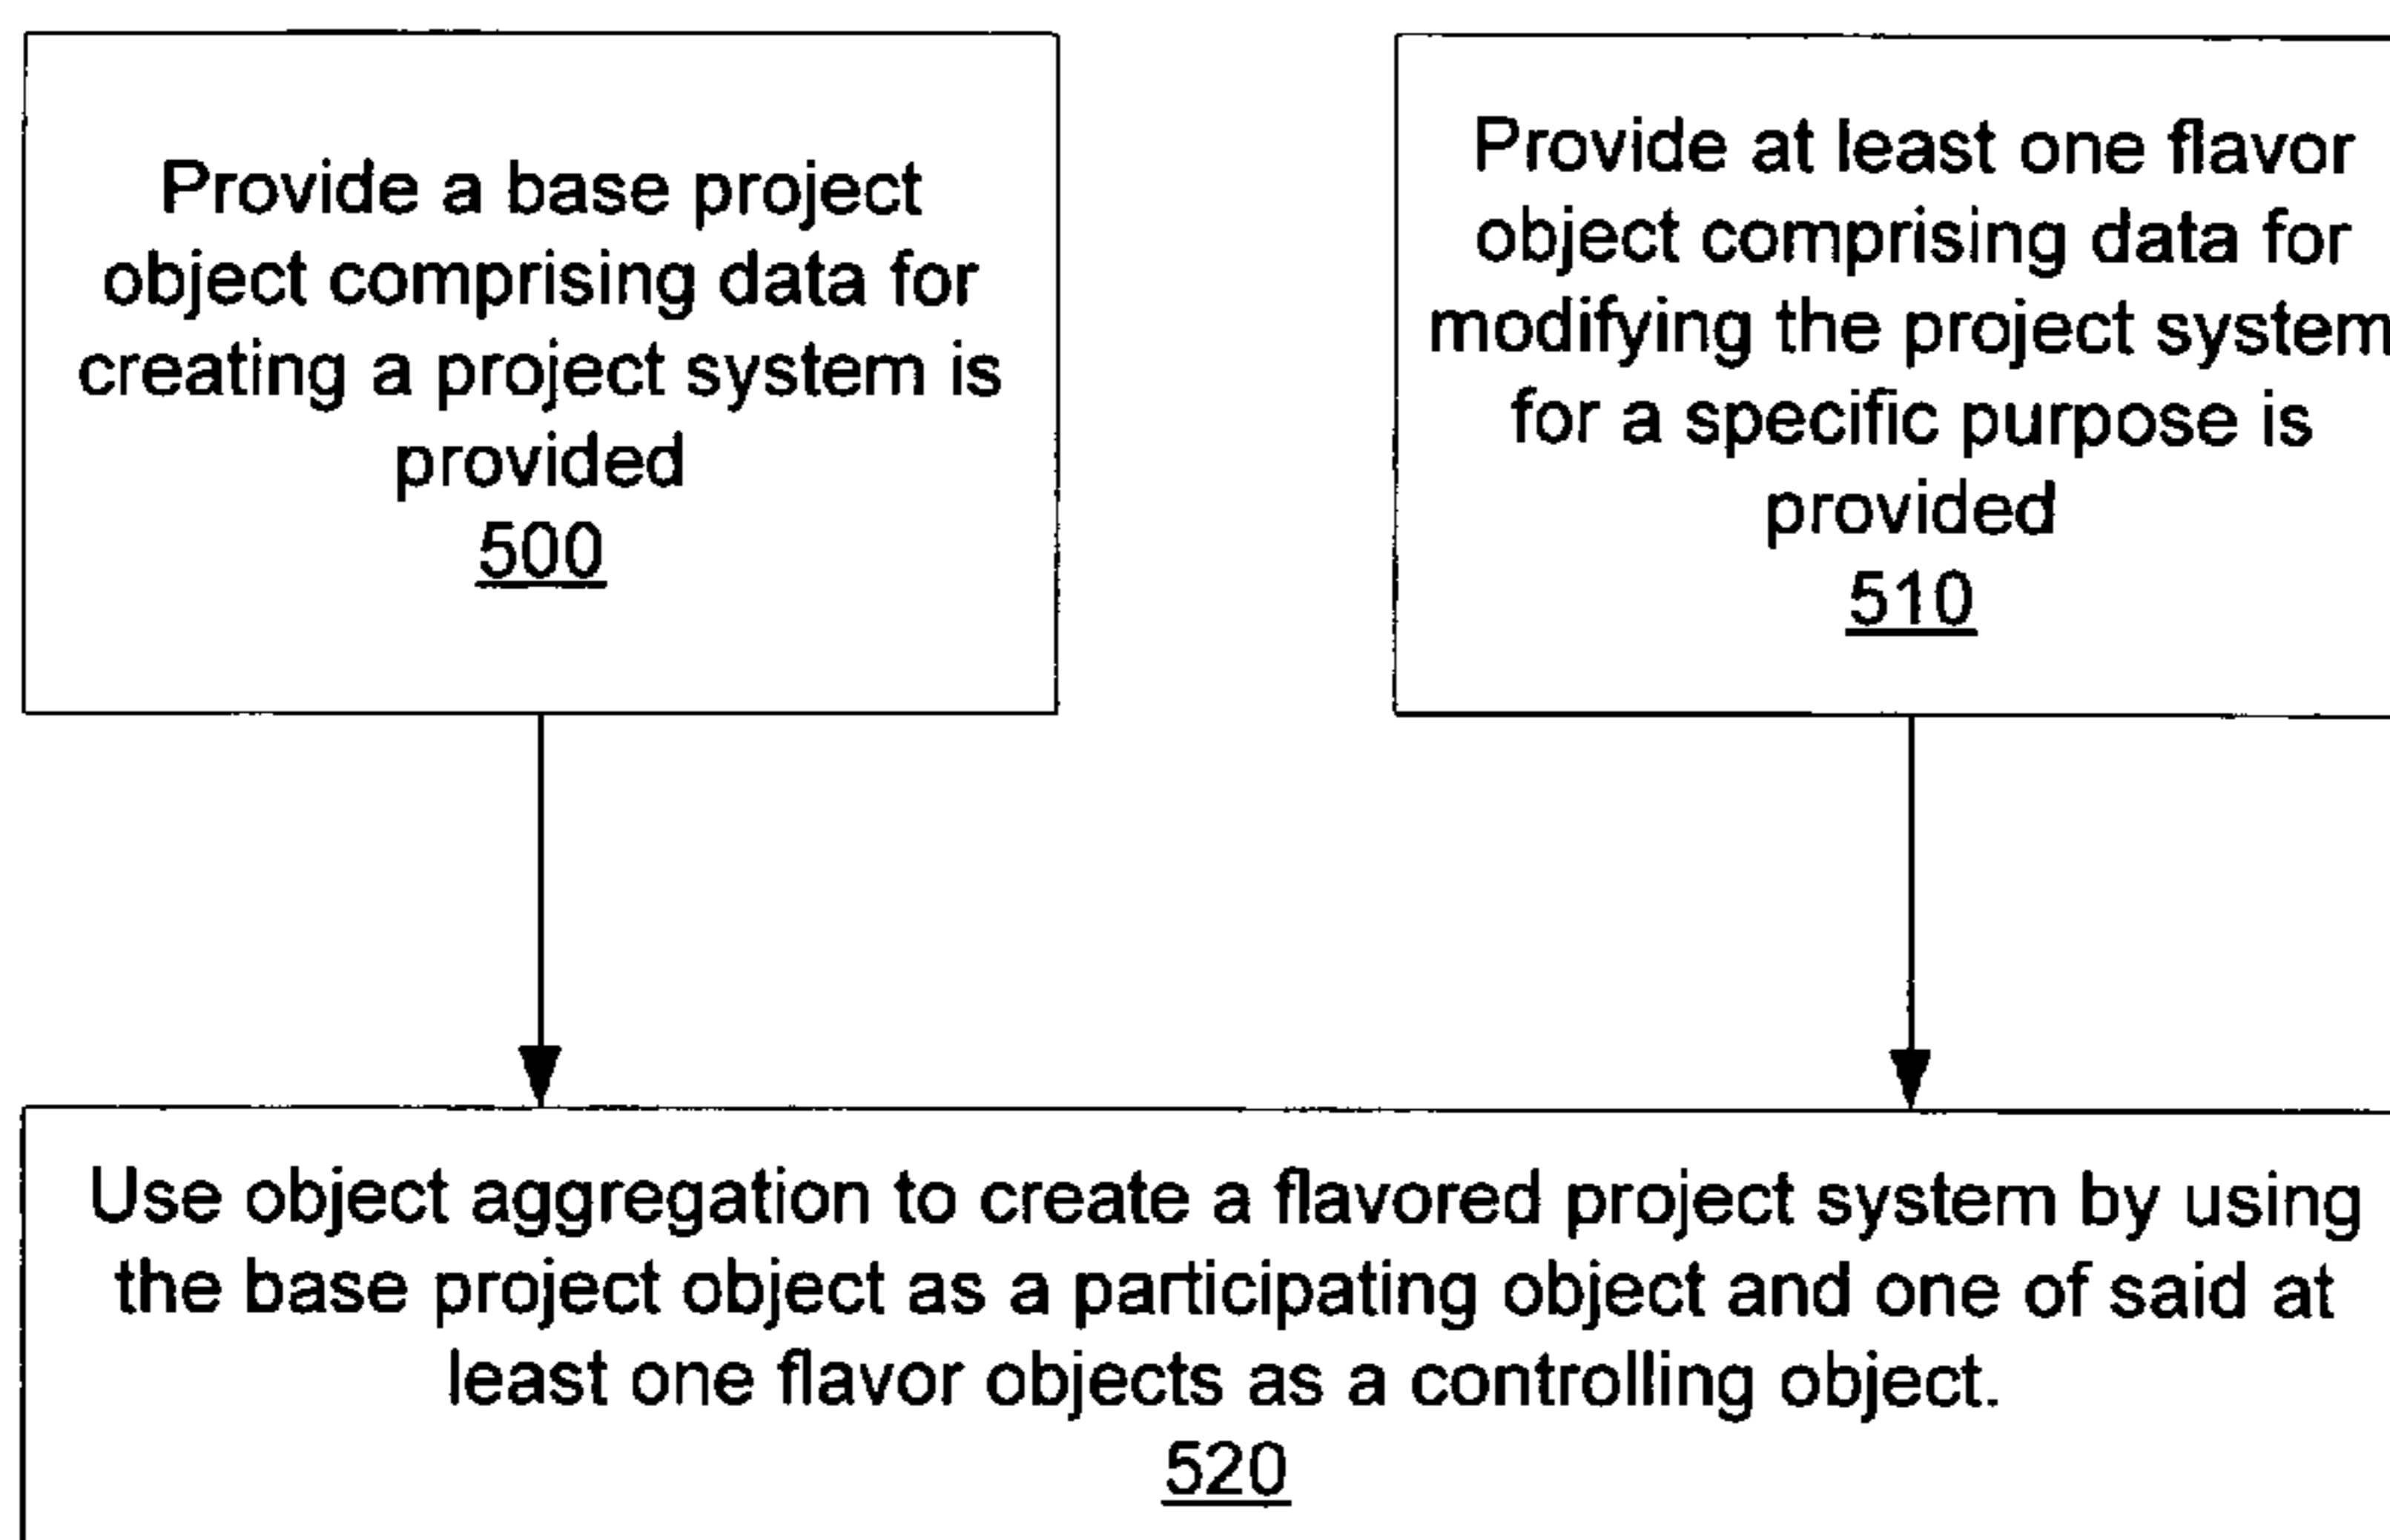 Provide a base project
object comprising data for
creating a project system is
provided
500
Provide at least one flavor
object comprising data for
modifying the project system
for a specific purpose is
provided
510
Use object aggregation to create a flavored project system by using
the base project object as a participating object and one of said at
least one flavor objects as a controlling object.
520